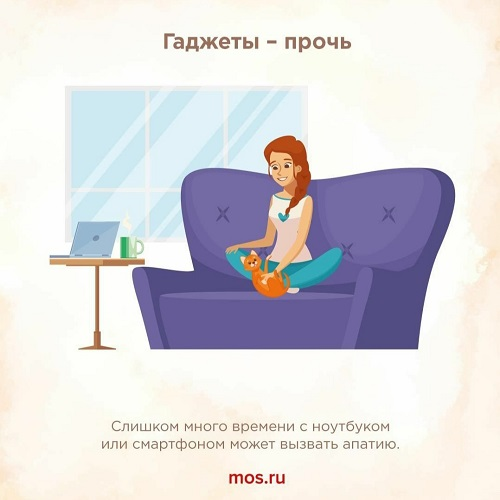 Гаджеты – прочь
Слишком много времени с ноутбуком
или смартфоном может вызвать апатию.
mos.ru